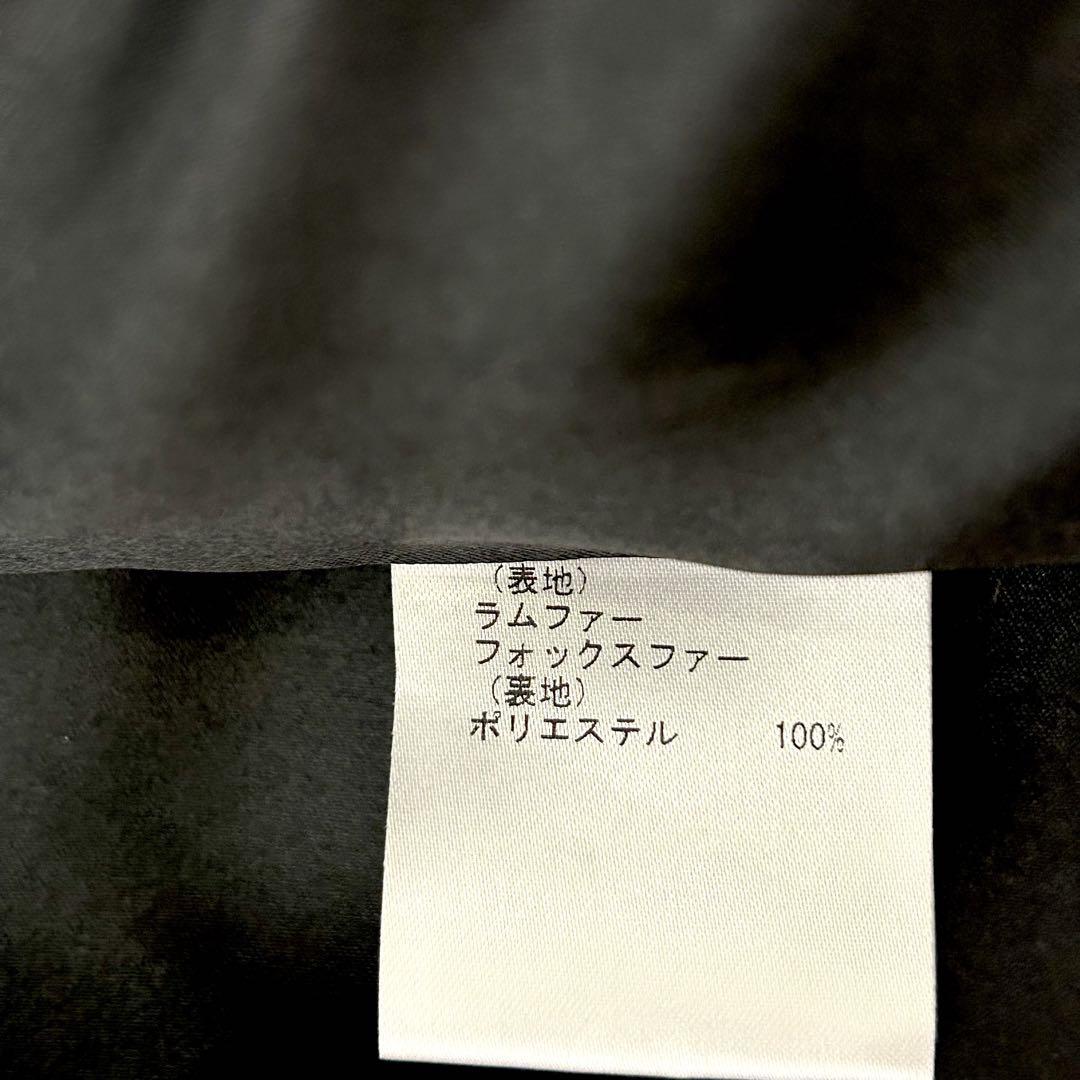 (表地)
ラムファー
フォックスファー
(裏地)
ポリエステル 100%